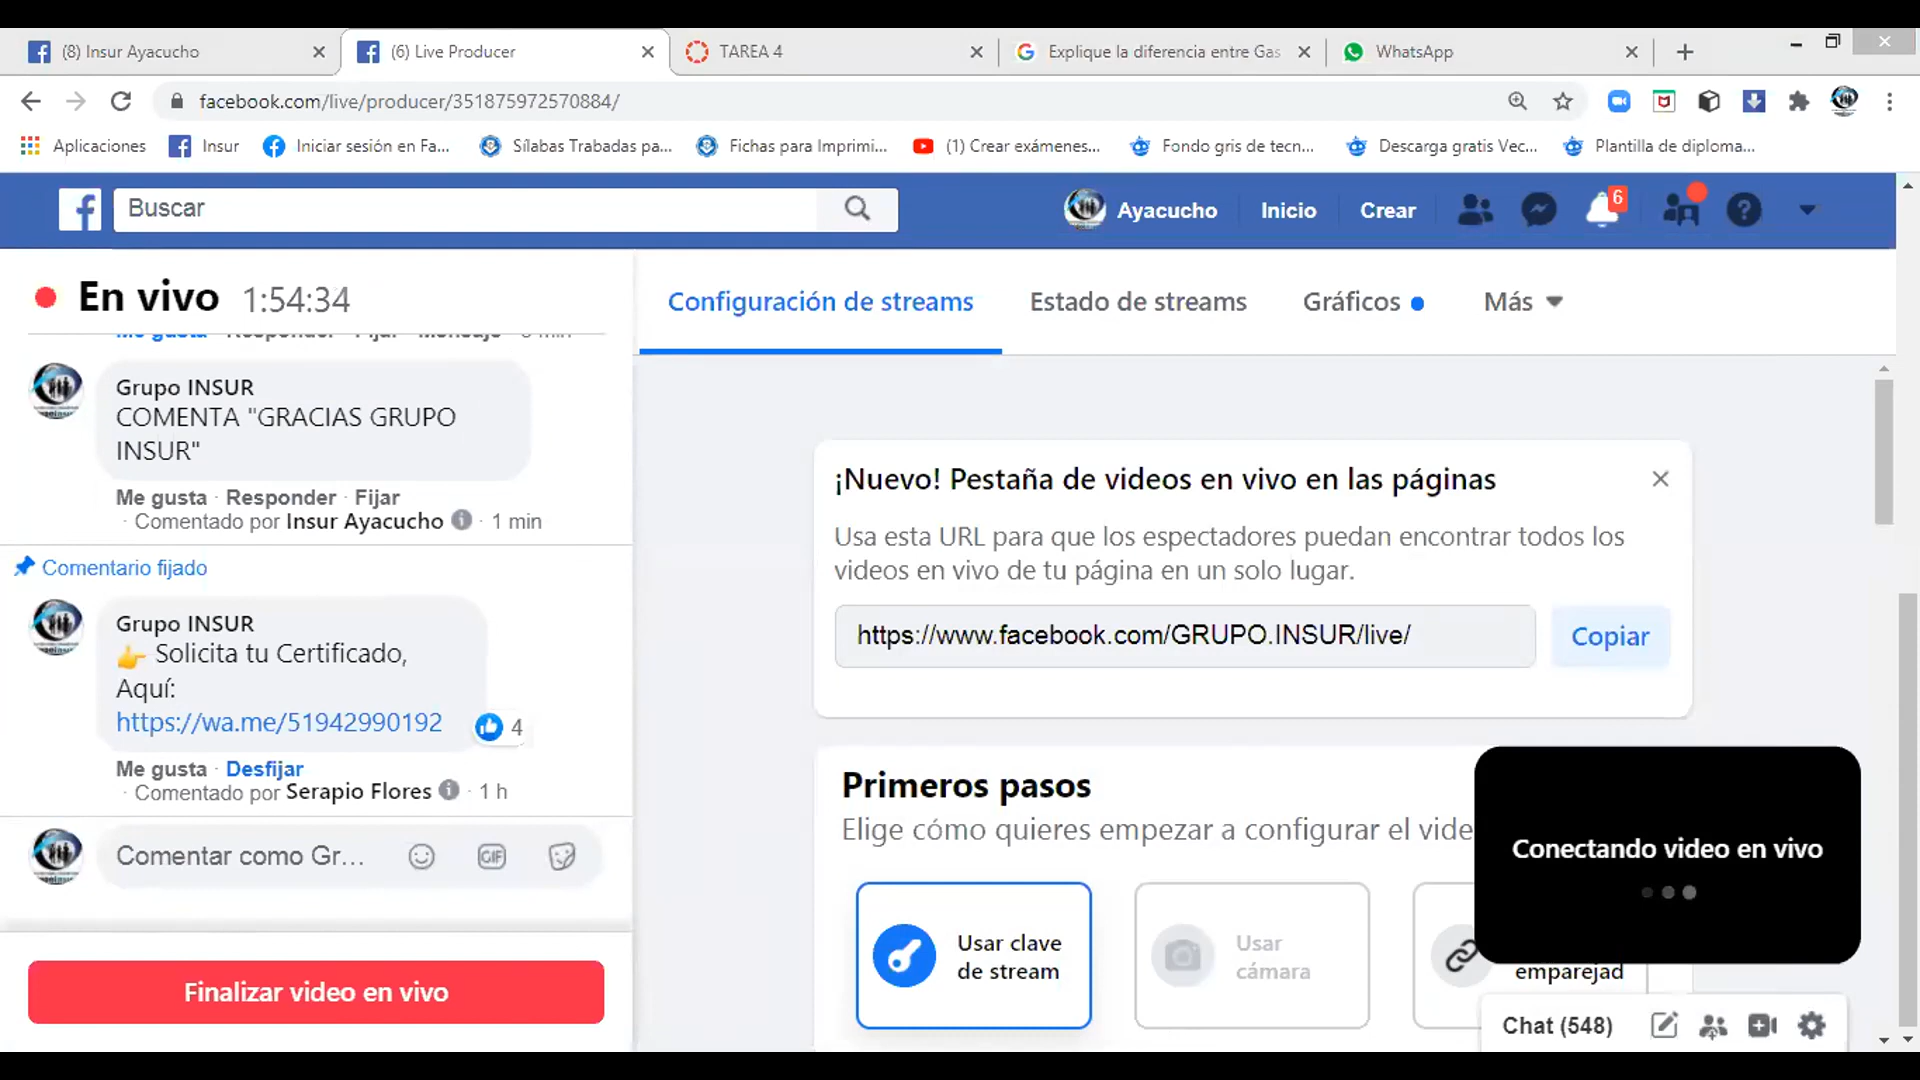 (8) Insur Ayacucho
(6) Live Producer
TAREA 4
Explique la diferencia entre Gas
WhatsApp
facebook.com/live/producer/351875972570884/
Aplicaciones
Insur
Iniciar sesión en Fa...
Sílabas Trabadas pa...
Fichas para Imprimi...
(1) Crear exámenes...
Fondo gris de tecn...
Descarga gratis Vec...
Plantilla de diploma...
Buscar
Ayacucho
Inicio
Crear
6
En vivo 1:54:34
Configuración de streams
Estado de streams
Gráficos
Más
Me gusta · Responder · Fijar · Mensaje
Grupo INSUR
COMENTA "GRACIAS GRUPO
INSUR"
Me gusta · Responder · Fijar
· Comentado por Insur Ayacucho · 1 min
Comentario fijado
Grupo INSUR
Solicita tu Certificado,
Aquí:
https://wa.me/51942990192
4
Me gusta · Desfijar
· Comentado por Serapio Flores · 1 h
Comentar como Gr...
GIF
Finalizar video en vivo
¡Nuevo! Pestaña de videos en vivo en las páginas
Usa esta URL para que los espectadores puedan encontrar todos los
videos en vivo de tu página en un solo lugar.
https://www.facebook.com/GRUPO.INSUR/live/
Copiar
Primeros pasos
Elige cómo quieres empezar a configurar el vide
Usar clave
de stream
Usar
cámara
emparejad
Conectando video en vivo
Chat (548)